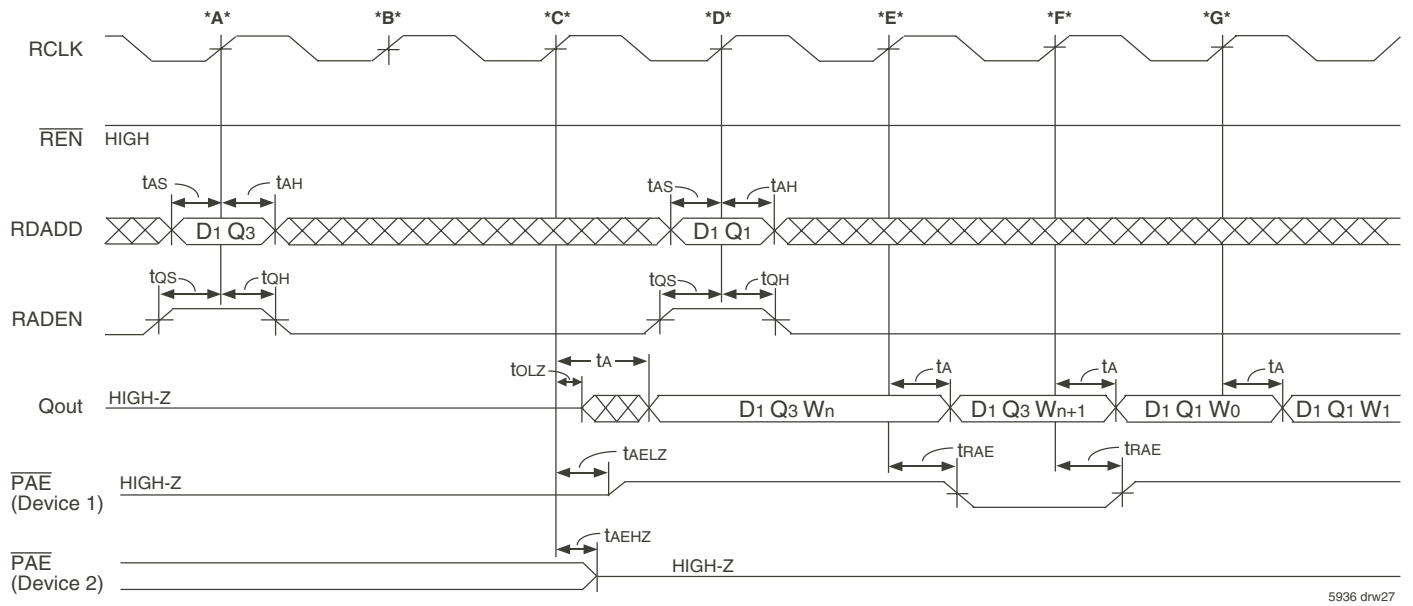 *A* *B* *C* *D* *E* *F* *G*
RCLK
REN HIGH
tAS tAH tAS tAH
RDADD D1 Q3 D1 Q1
tQS tQH tQS tQH
RADEN
tA
tOLZ tA tA tA
Qout HIGH-Z D1 Q3 Wn D1 Q3 Wn+1 D1 Q1 W0 D1 Q1 W1
tAELZ tRAE tRAE
PAE HIGH-Z
(Device 1)
tAEHZ
PAE HIGH-Z
(Device 2)
5936 drw27